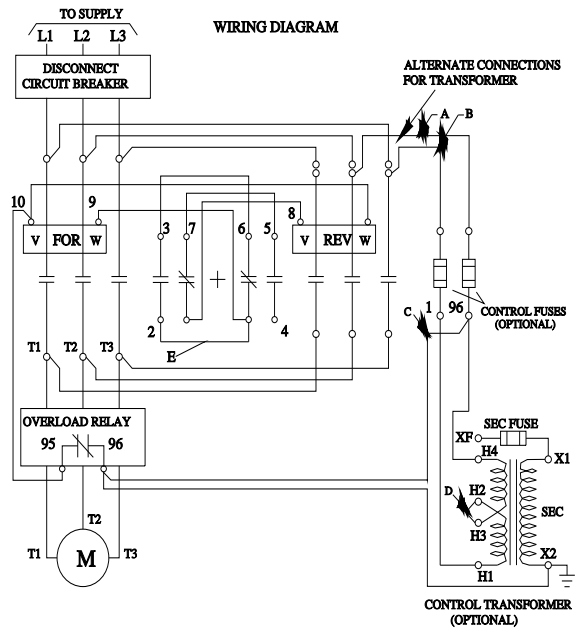 TO SUPPLY
WIRING DIAGRAM
L1 L2 L3
DISCONNECT
CIRCUIT BREAKER
ALTERNATE CONNECTIONS
FOR TRANSFORMER
A B
10 9 3 7 8 6 5
V FOR W
V REV W
2 4
E
1 96
C
CONTROL FUSES
(OPTIONAL)
T1 T2 T3
OVERLOAD RELAY
95 96
SEC FUSE
XF
H4 X1
D H2
SEC
H3
T2
T1 M T3
X2
H1
CONTROL TRANSFORMER
(OPTIONAL)